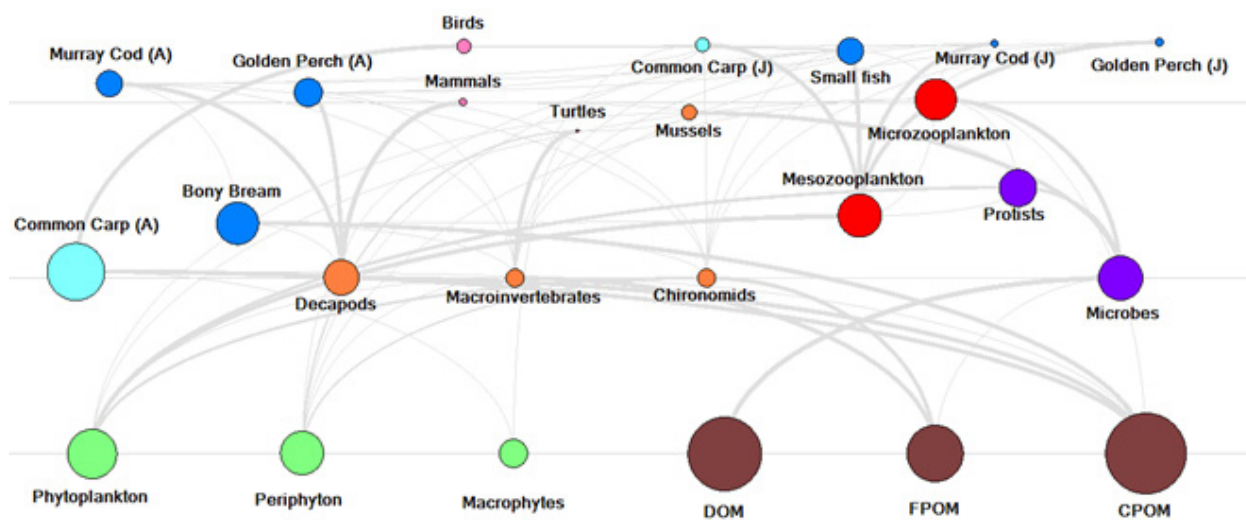 Birds
Murray Cod (A)
Golden Perch (A)
Mammals
Common Carp (J)
Small fish
Murray Cod (J)
Golden Perch (J)
Turtles
Mussels
Microzooplankton
Bony Bream
Mesozooplankton
Protists
Common Carp (A)
Decapods
Macroinvertebrates
Chironomids
Microbes
Phytoplankton
Periphyton
Macrophytes
DOM
FPOM
CPOM